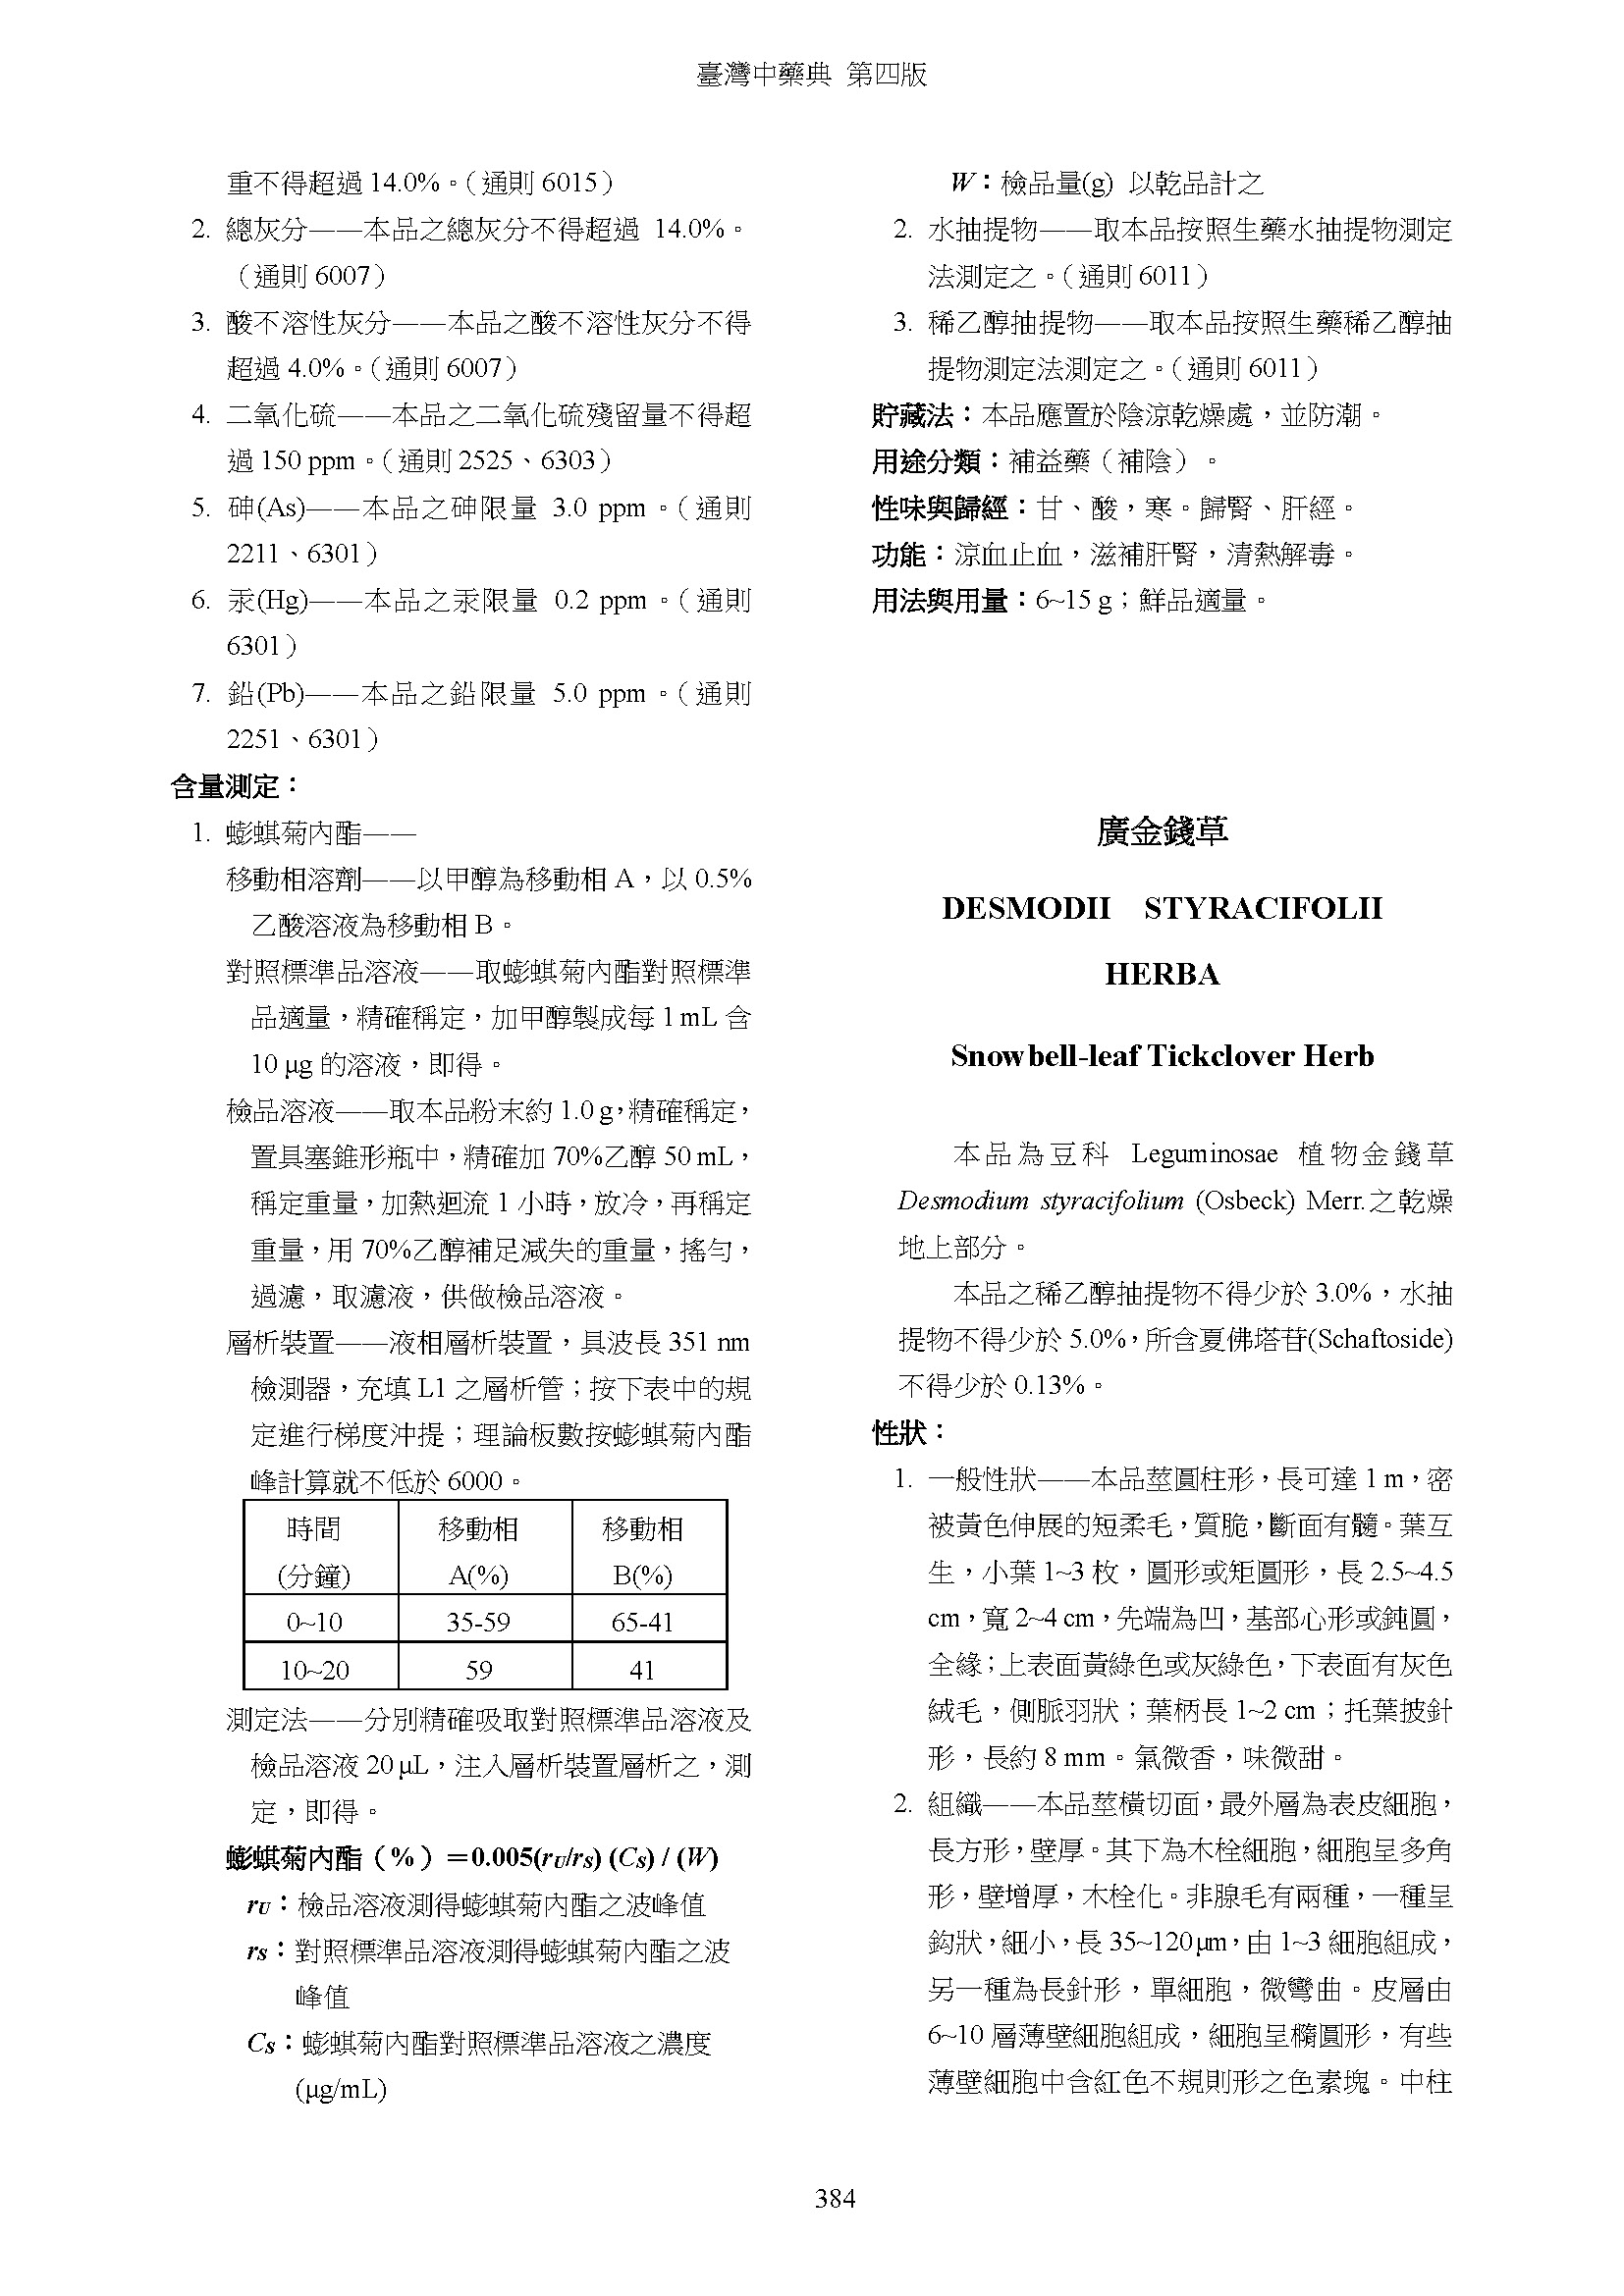 臺灣中藥典 第四版
重不得超過 14.0%。（通則 6015）
2. 總灰分——本品之總灰分不得超過 14.0%。
（通則 6007）
3. 酸不溶性灰分——本品之酸不溶性灰分不得
超過 4.0%。（通則 6007）
4. 二氧化硫——本品之二氧化硫殘留量不得超
過 150 ppm。（通則 2525、6303）
5. 砷(As)——本品之砷限量 3.0 ppm。（通則
2211、6301）
6. 汞(Hg)——本品之汞限量 0.2 ppm。（通則
6301）
7. 鉛(Pb)——本品之鉛限量 5.0 ppm。（通則
2251、6301）
含量測定：
1. 蟛蜞菊內酯——
移動相溶劑——以甲醇為移動相 A，以 0.5%
乙酸溶液為移動相 B。
對照標準品溶液——取蟛蜞菊內酯對照標準
品適量，精確稱定，加甲醇製成每 1 mL 含
10 μg 的溶液，即得。
檢品溶液——取本品粉末約 1.0 g，精確稱定，
置具塞錐形瓶中，精確加 70%乙醇 50 mL，
稱定重量，加熱迴流 1 小時，放冷，再稱定
重量，用 70%乙醇補足減失的重量，搖勻，
過濾，取濾液，供做檢品溶液。
層析裝置——液相層析裝置，具波長 351 nm
檢測器，充填 L1 之層析管；按下表中的規
定進行梯度沖提；理論板數按蟛蜞菊內酯
峰計算就不低於 6000。
時間 移動相 移動相
(分鐘) A(%) B(%)
0~10 35-59 65-41
10~20 59 41
測定法——分別精確吸取對照標準品溶液及
檢品溶液 20 μL，注入層析裝置層析之，測
定，即得。
蟛蜞菊內酯（%）＝0.005(rU/rS) (CS) / (W)
rU：檢品溶液測得蟛蜞菊內酯之波峰值
rS：對照標準品溶液測得蟛蜞菊內酯之波
峰值
CS：蟛蜞菊內酯對照標準品溶液之濃度
(μg/mL)
W：檢品量(g) 以乾品計之
2. 水抽提物——取本品按照生藥水抽提物測定
法測定之。（通則 6011）
3. 稀乙醇抽提物——取本品按照生藥稀乙醇抽
提物測定法測定之。（通則 6011）
貯藏法：本品應置於陰涼乾燥處，並防潮。
用途分類：補益藥（補陰）。
性味與歸經：甘、酸，寒。歸腎、肝經。
功能：涼血止血，滋補肝腎，清熱解毒。
用法與用量：6~15 g；鮮品適量。
廣金錢草
DESMODII STYRACIFOLII
HERBA
Snowbell-leaf Tickclover Herb
本品為豆科 Leguminosae 植物金錢草
Desmodium styracifolium (Osbeck) Merr.之乾燥
地上部分。
本品之稀乙醇抽提物不得少於 3.0%，水抽
提物不得少於 5.0%，所含夏佛塔苷(Schaftoside)
不得少於 0.13%。
性狀：
1. 一般性狀——本品莖圓柱形，長可達 1 m，密
被黃色伸展的短柔毛，質脆，斷面有髓。葉互
生，小葉 1~3 枚，圓形或矩圓形，長 2.5~4.5
cm，寬 2~4 cm，先端為凹，基部心形或鈍圓，
全緣；上表面黃綠色或灰綠色，下表面有灰色
絨毛，側脈羽狀；葉柄長 1~2 cm；托葉披針
形，長約 8 mm。氣微香，味微甜。
2. 組織——本品莖橫切面，最外層為表皮細胞，
長方形，壁厚。其下為木栓細胞，細胞呈多角
形，壁增厚，木栓化。非腺毛有兩種，一種呈
鉤狀，細小，長 35~120 μm，由 1~3 細胞組成，
另一種為長針形，單細胞，微彎曲。皮層由
6~10 層薄壁細胞組成，細胞呈橢圓形，有些
薄壁細胞中含紅色不規則形之色素塊。中柱
384